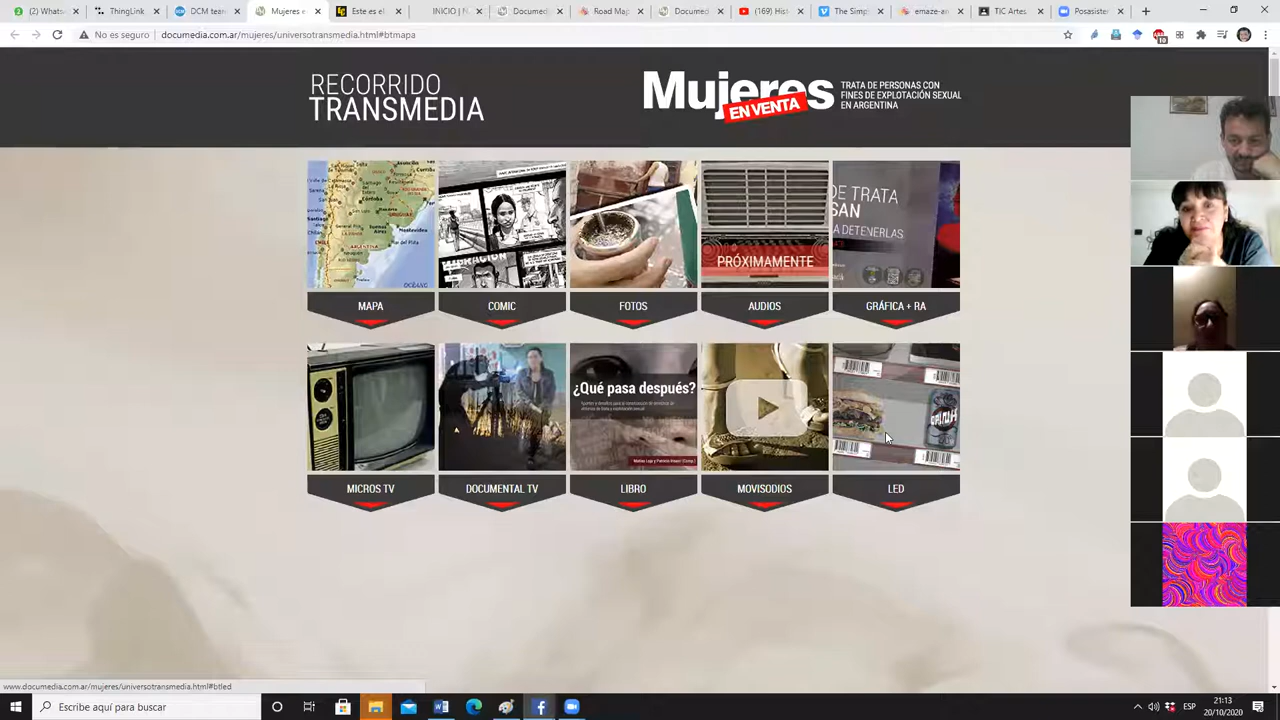 (2) Whats
ThingLink
DCM tea
Mujeres e
Este es el
INICIO | N
Documed
Road Map
Documed
(169) His
The Simp
emaze-an
TIC Artes
Posasiste
No es seguro
documedia.com.ar/mujeres/universotransmedia.html#btmapa
10
RECORRIDO
TRANSMEDIA
Mujeres
EN VENTA
TRATA DE PERSONAS CON
FINES DE EXPLOTACIÓN SEXUAL
EN ARGENTINA
PRÓXIMAMENTE
DE TRATA
SAN
A DETENERLAS
MAPA
COMIC
FOTOS
AUDIOS
GRÁFICA + RA
¿Qué pasa después?
MICROS TV
DOCUMENTAL TV
LIBRO
MOVISODIOS
LED
www.documedia.com.ar/mujeres/universotransmedia.html#btled
Escribe aquí para buscar
ESP
21:13
20/10/2020